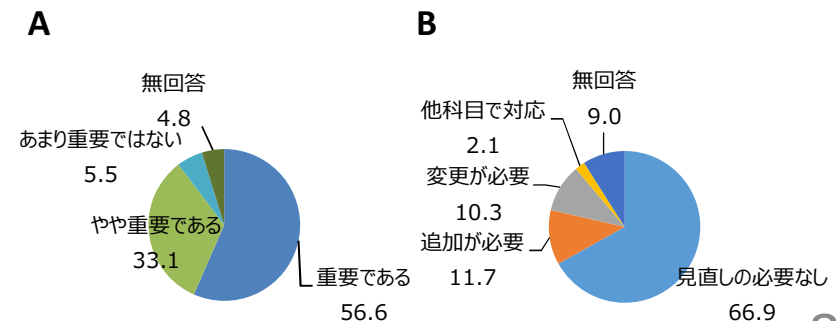 A
無回答
4.8
あまり重要ではない
5.5
やや重要である
33.1
重要である
56.6
B
無回答
9.0
他科目で対応
2.1
変更が必要
10.3
追加が必要
11.7
見直しの必要なし
66.9